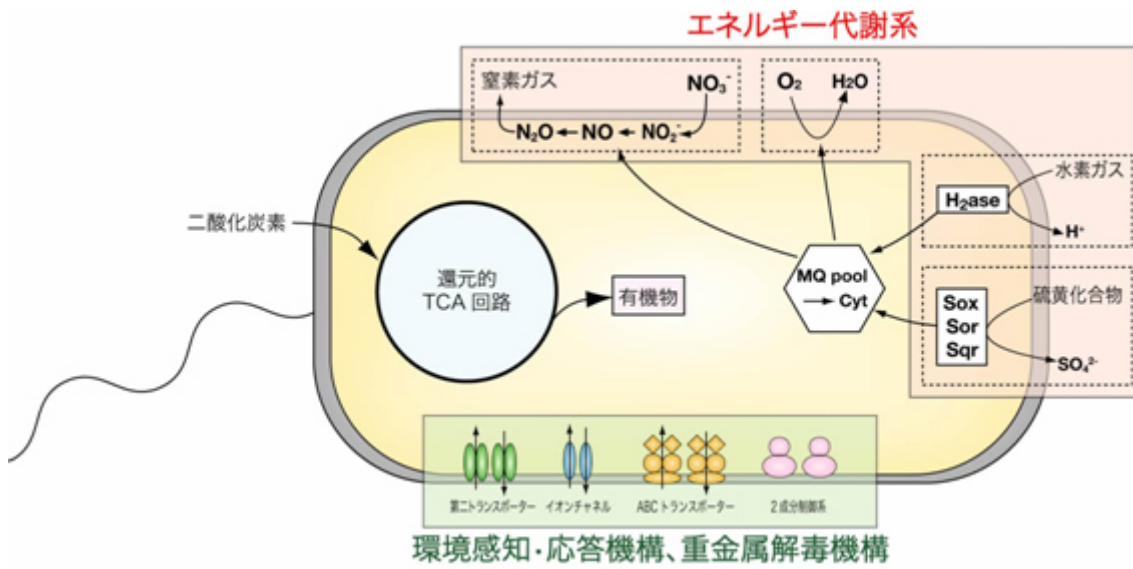 エネルギー代謝系
窒素ガス
NO₃⁻
N₂O
NO
NO₂⁻
O₂
H₂O
水素ガス
H₂ase
H⁺
二酸化炭素
還元的
TCA 回路
有機物
MQ pool
Cyt
硫黄化合物
Sox
Sor
Sqr
SO₄²⁻
第二トランスポーター
イオンチャネル
ABCトランスポーター
2成分制御系
環境感知・応答機構、重金属解毒機構